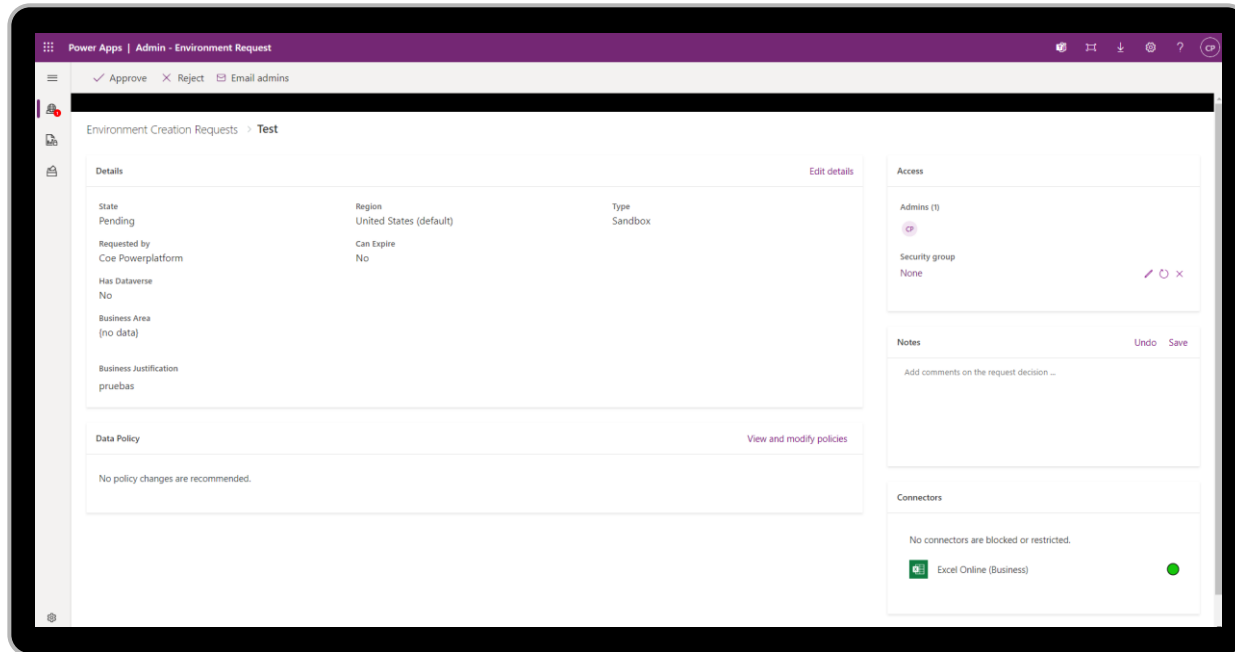 Power Apps | Admin - Environment Request
? CP
Approve Reject Email admins
1
Environment Creation Requests > Test
Details Edit details
State Region Type
Pending United States (default) Sandbox
Requested by Can Expire
Coe Powerplatform No
Has Dataverse
No
Business Area
(no data)
Business Justification
pruebas
Data Policy View and modify policies
No policy changes are recommended.
Access
Admins (1)
CP
Security group
None
Notes Undo Save
Add comments on the request decision ...
Connectors
No connectors are blocked or restricted.
Excel Online (Business)